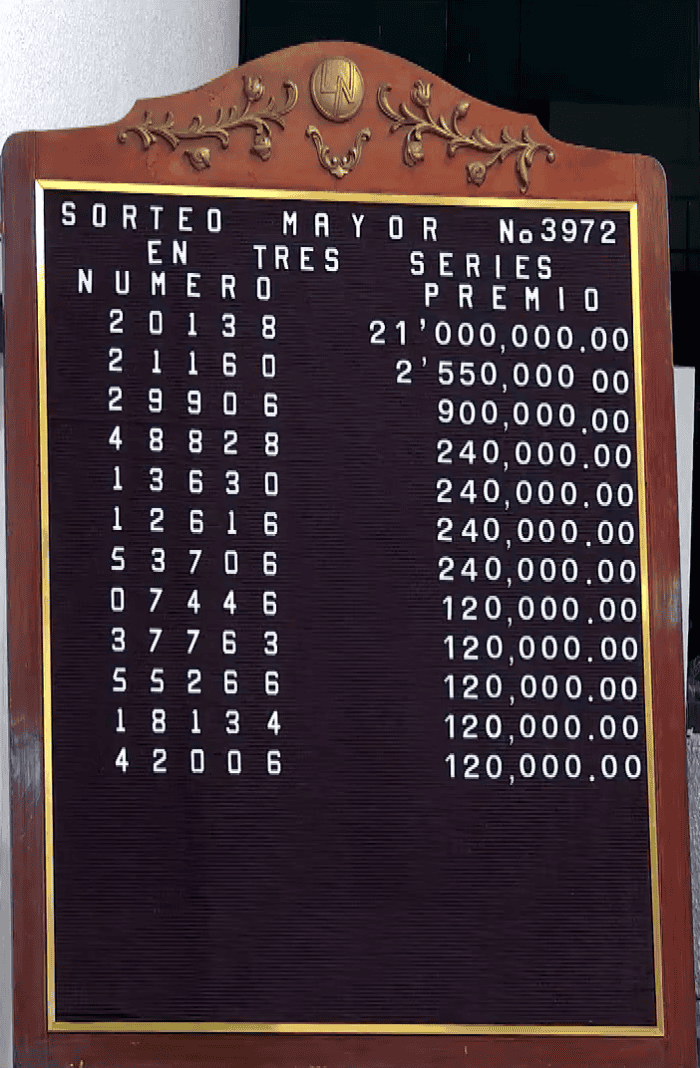 LN
SORTEO MAYOR No3972
EN TRES SERIES
NUMERO PREMIO
20138 21'000,000.00
21160 2'550,000 00
29906 900,000.00
48828 240,000.00
13630 240,000.00
12616 240,000.00
53706 240,000.00
07446 120,000.00
37763 120,000.00
55266 120,000.00
18134 120,000.00
42006 120,000.00